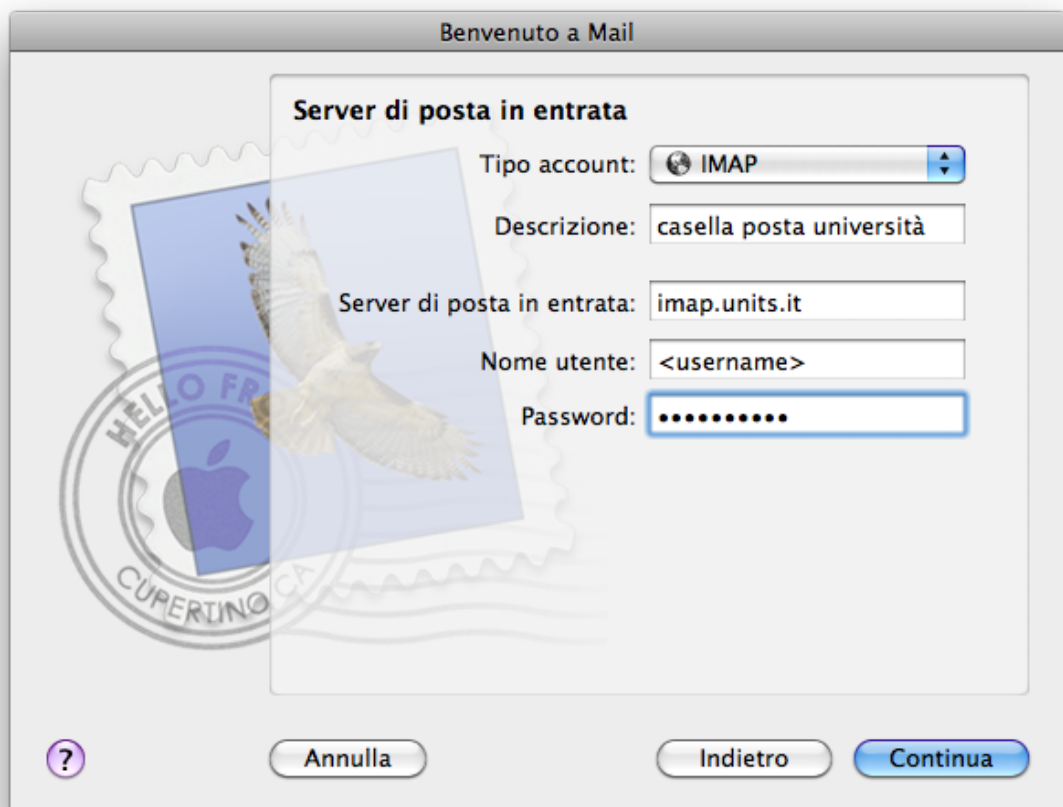 Benvenuto a Mail
Server di posta in entrata
Tipo account: IMAP
Descrizione: casella posta università
Server di posta in entrata: imap.units.it
Nome utente: <username>
Password: ••••••••••
HELLO FR
CUPERTINO CA
? Annulla Indietro Continua